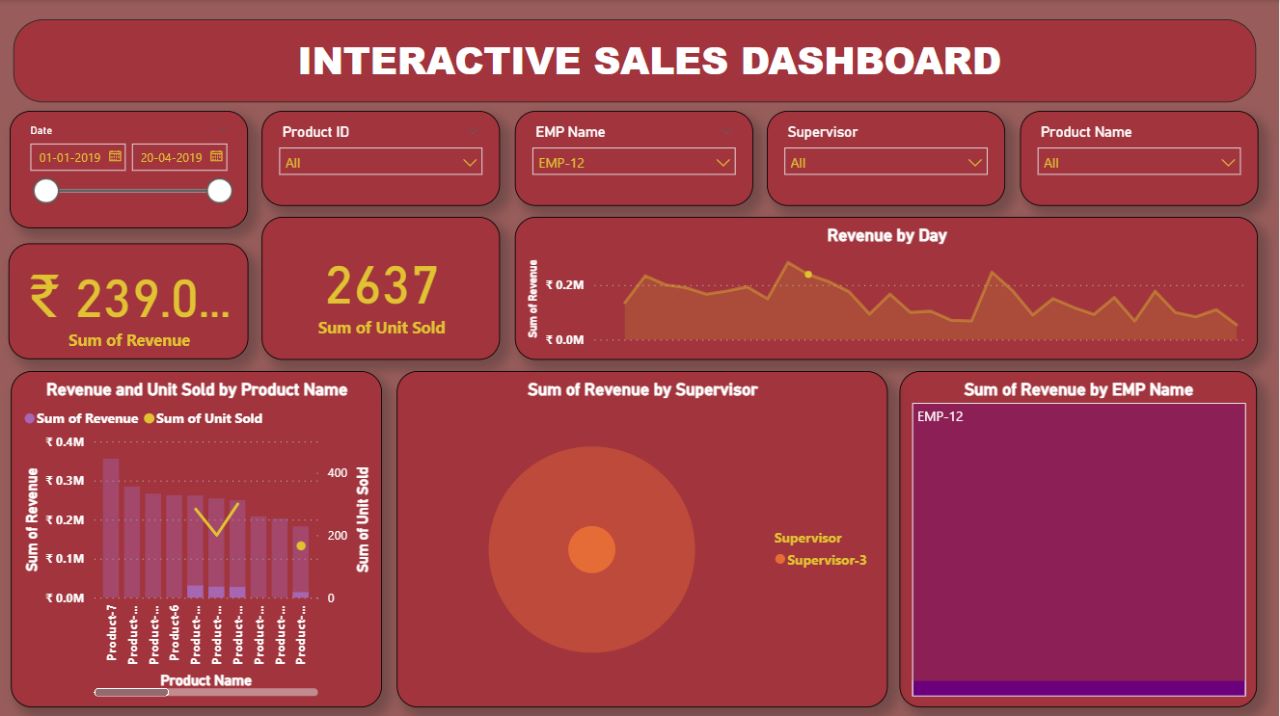 INTERACTIVE SALES DASHBOARD
Date
01-01-2019 20-04-2019
Product ID
All
EMP Name
EMP-12
Supervisor
All
Product Name
All
₹ 239.0...
Sum of Revenue
2637
Sum of Unit Sold
Revenue by Day
Sum of Revenue
₹ 0.2M
₹ 0.0M
Revenue and Unit Sold by Product Name
Sum of Revenue Sum of Unit Sold
Sum of Revenue
₹ 0.4M
₹ 0.3M
₹ 0.2M
₹ 0.1M
₹ 0.0M
400
200
0
Sum of Unit Sold
Product-7
Product-...
Product-...
Product-6
Product-...
Product-...
Product-...
Product-...
Product-...
Product-...
Product Name
Sum of Revenue by Supervisor
Supervisor
Supervisor-3
Sum of Revenue by EMP Name
EMP-12